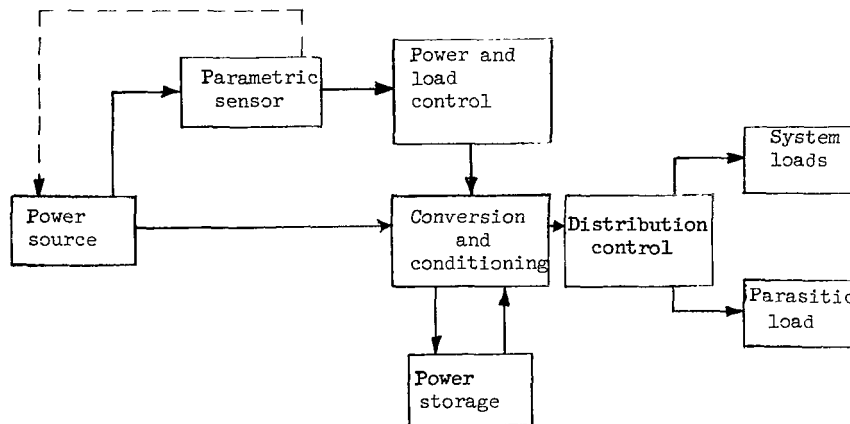 Parametric
sensor
Power and
load
control
System
loads
Power
source
Conversion
and
conditioning
Distribution
control
Parasitic
load
Power
storage